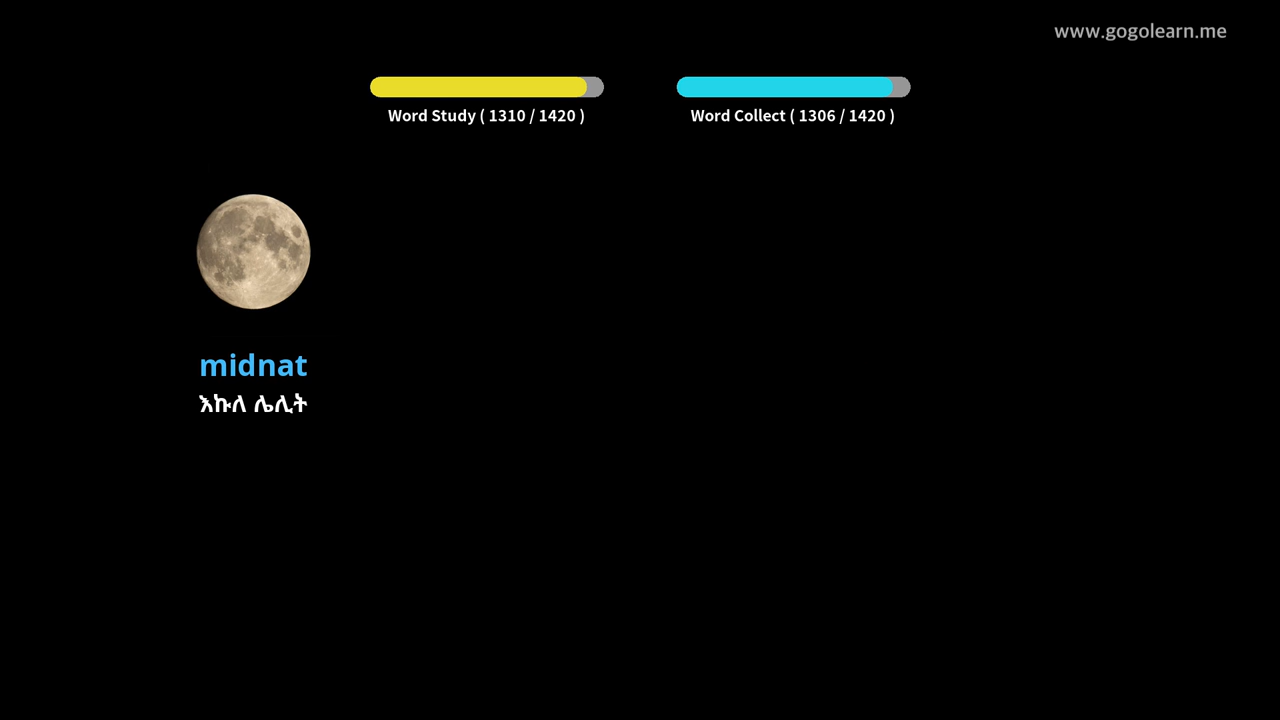 www.gogolearn.me
Word Study ( 1310 / 1420 )
Word Collect ( 1306 / 1420 )
midnat
እኩለ ሌሊት